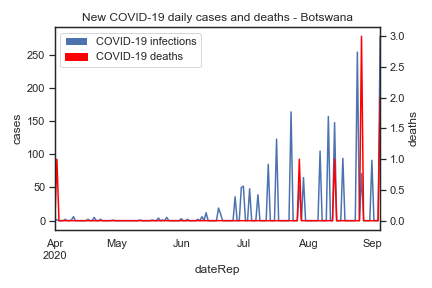 New COVID-19 daily cases and deaths - Botswana
COVID-19 infections
COVID-19 deaths
250
200
150
100
50
0
cases
3.0
2.5
2.0
1.5
1.0
0.5
0.0
deaths
Apr May Jun Jul Aug Sep
2020
dateRep